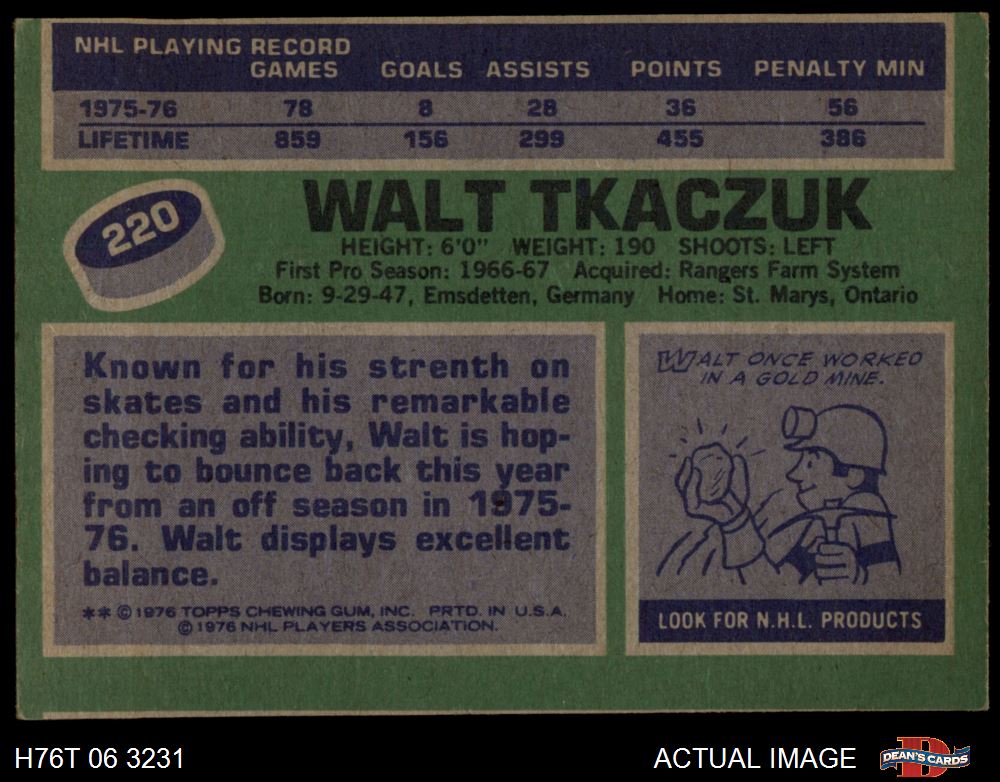 NHL PLAYING RECORD
GAMES GOALS ASSISTS POINTS PENALTY MIN
1975-76 78 8 28 36 56
LIFETIME 859 156 299 455 386
220
WALT TKACZUK
HEIGHT: 6'0" WEIGHT: 190 SHOOTS: LEFT
First Pro Season: 1966-67 Acquired: Rangers Farm System
Born: 9-29-47, Emsdetten, Germany Home: St. Marys, Ontario
Known for his strenth on
skates and his remarkable
checking ability, Walt is hop-
ing to bounce back this year
from an off season in 1975-
76. Walt displays excellent
balance.
** © 1976 TOPPS CHEWING GUM, INC. PRTD. IN U.S.A.
© 1976 NHL PLAYERS ASSOCIATION.
WALT ONCE WORKED
IN A GOLD MINE.
LOOK FOR N.H.L. PRODUCTS
H76T 06 3231
ACTUAL IMAGE
DEAN'S CARDS